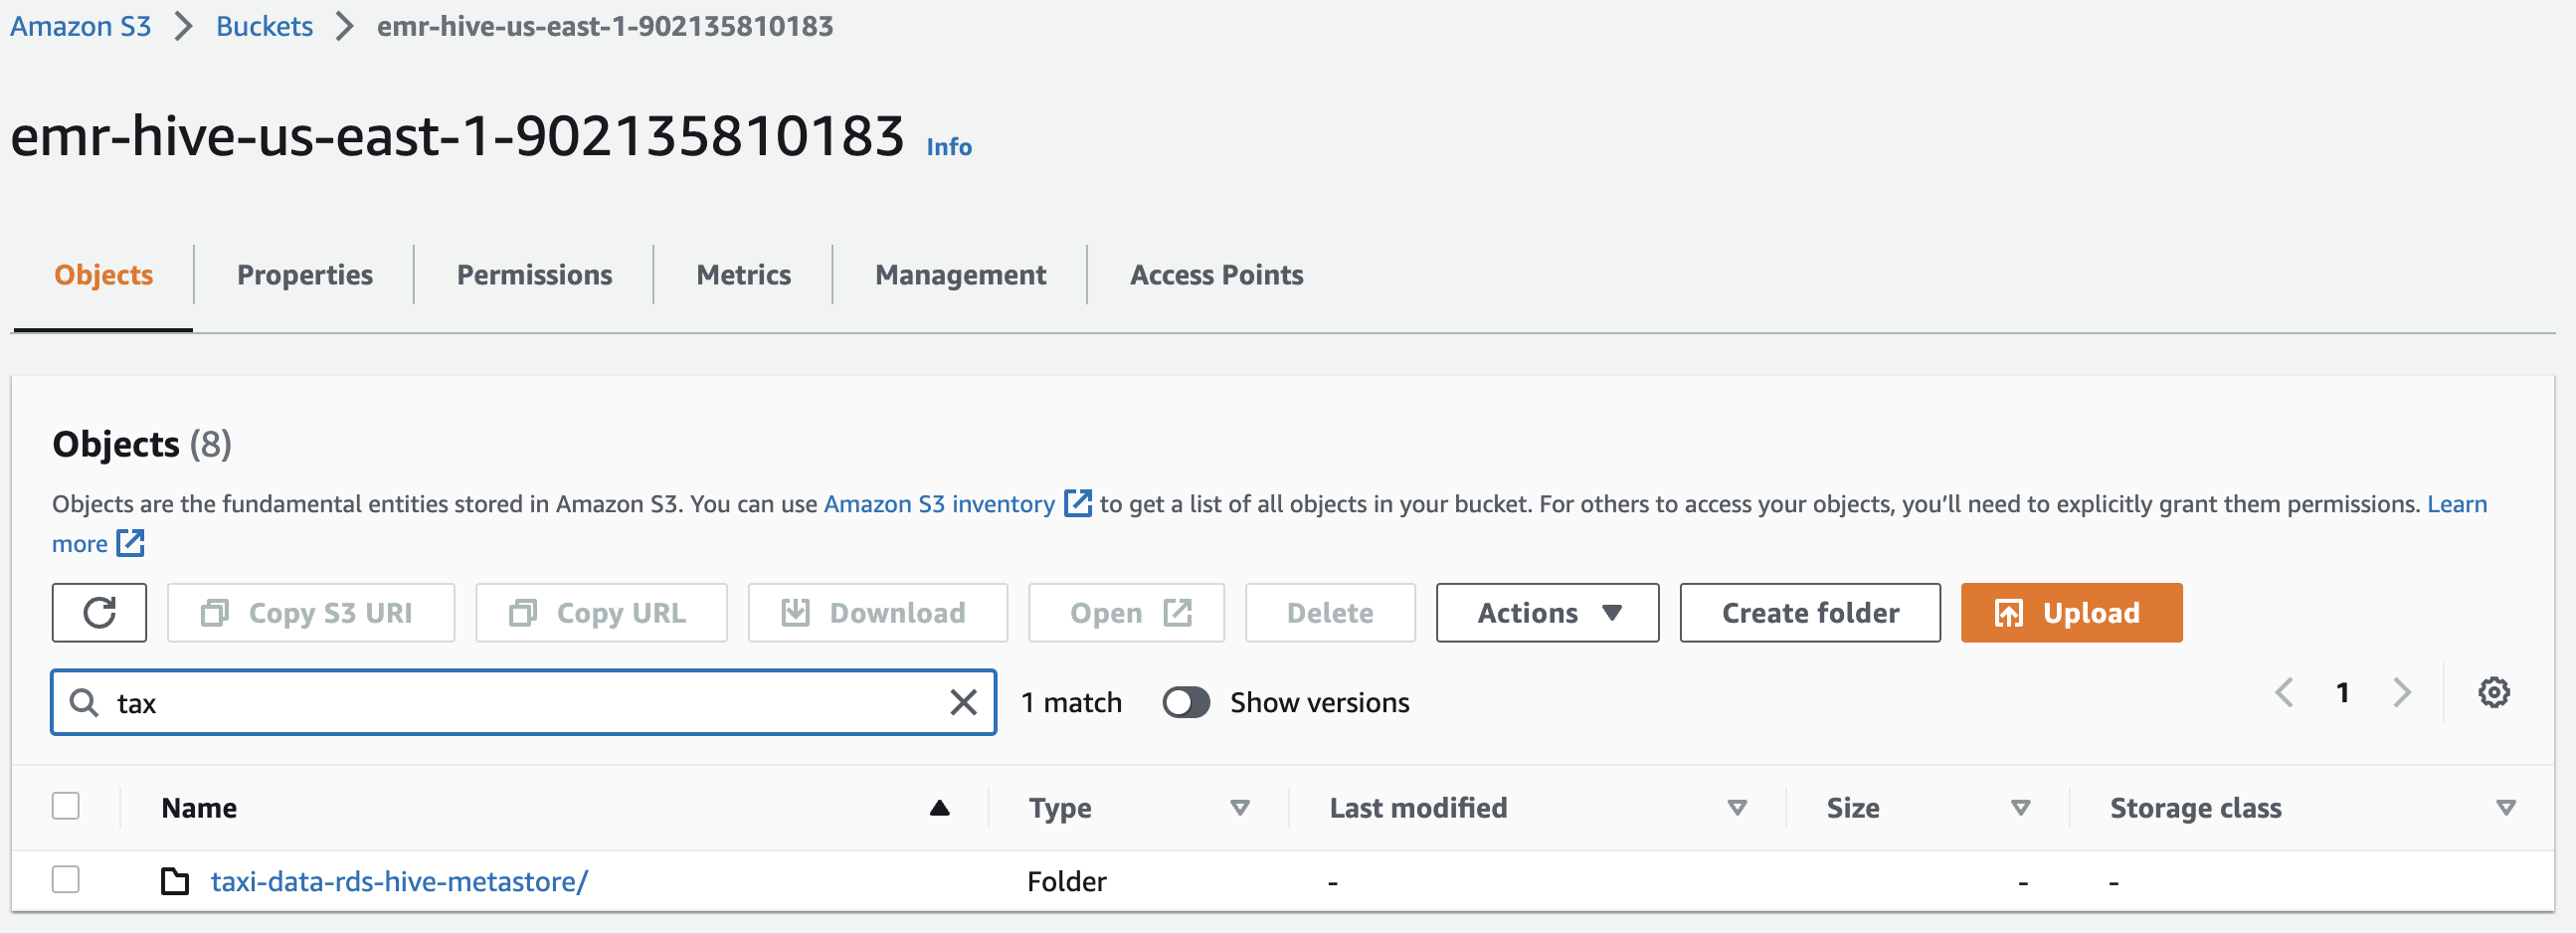 Amazon S3 > Buckets > emr-hive-us-east-1-902135810183
emr-hive-us-east-1-902135810183 Info
Objects Properties Permissions Metrics Management Access Points
Objects (8)
Objects are the fundamental entities stored in Amazon S3. You can use Amazon S3 inventory to get a list of all objects in your bucket. For others to access your objects, you’ll need to explicitly grant them permissions. Learn
more
Copy S3 URI Copy URL Download Open Delete Actions Create folder Upload
tax 1 match Show versions 1
Name Type Last modified Size Storage class
taxi-data-rds-hive-metastore/ Folder - - -